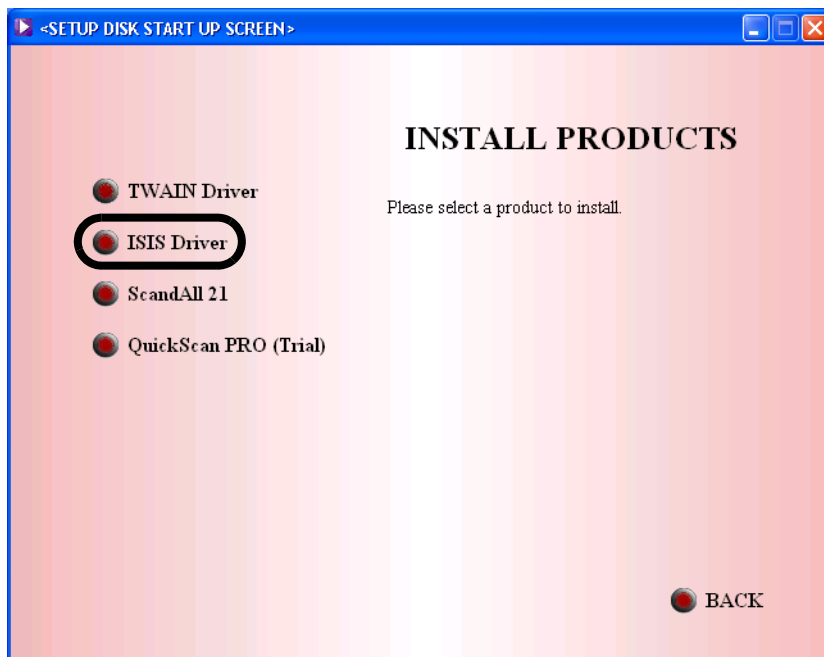 <SETUP DISK START UP SCREEN>
INSTALL PRODUCTS
Please select a product to install.
TWAIN Driver
ISIS Driver
ScandAll 21
QuickScan PRO (Trial)
BACK